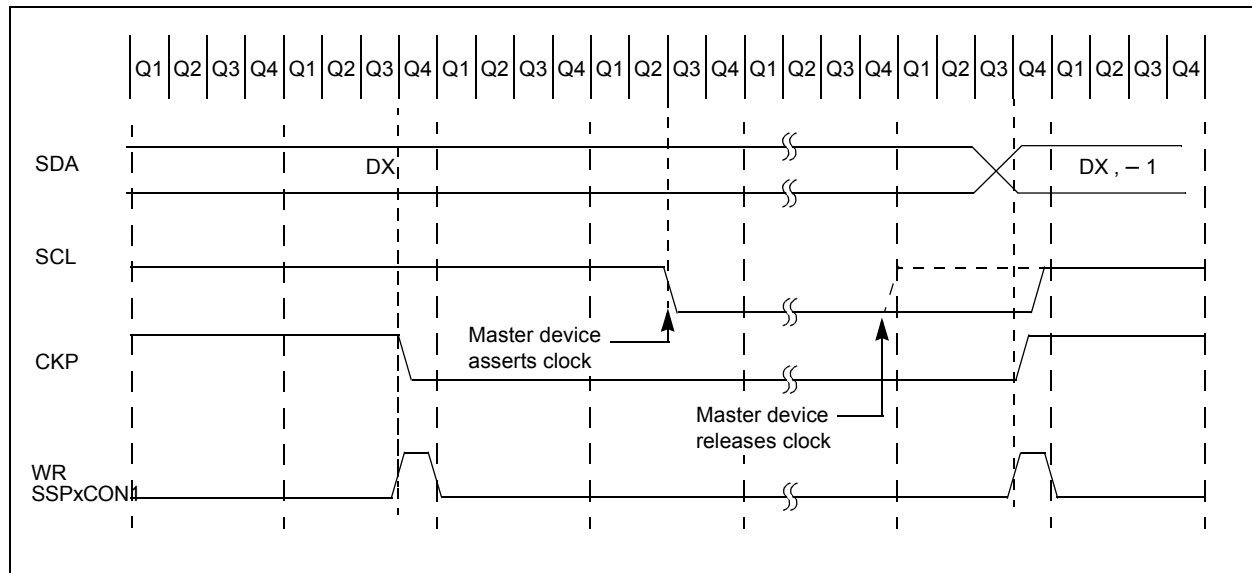 Q1 Q2 Q3 Q4 Q1 Q2 Q3 Q4 Q1 Q2 Q3 Q4 Q1 Q2 Q3 Q4 Q1 Q2 Q3 Q4 Q1 Q2 Q3 Q4 Q1 Q2 Q3 Q4
SDA
DX
DX , – 1
SCL
Master device
asserts clock
CKP
Master device
releases clock
WR
SSPxCON1